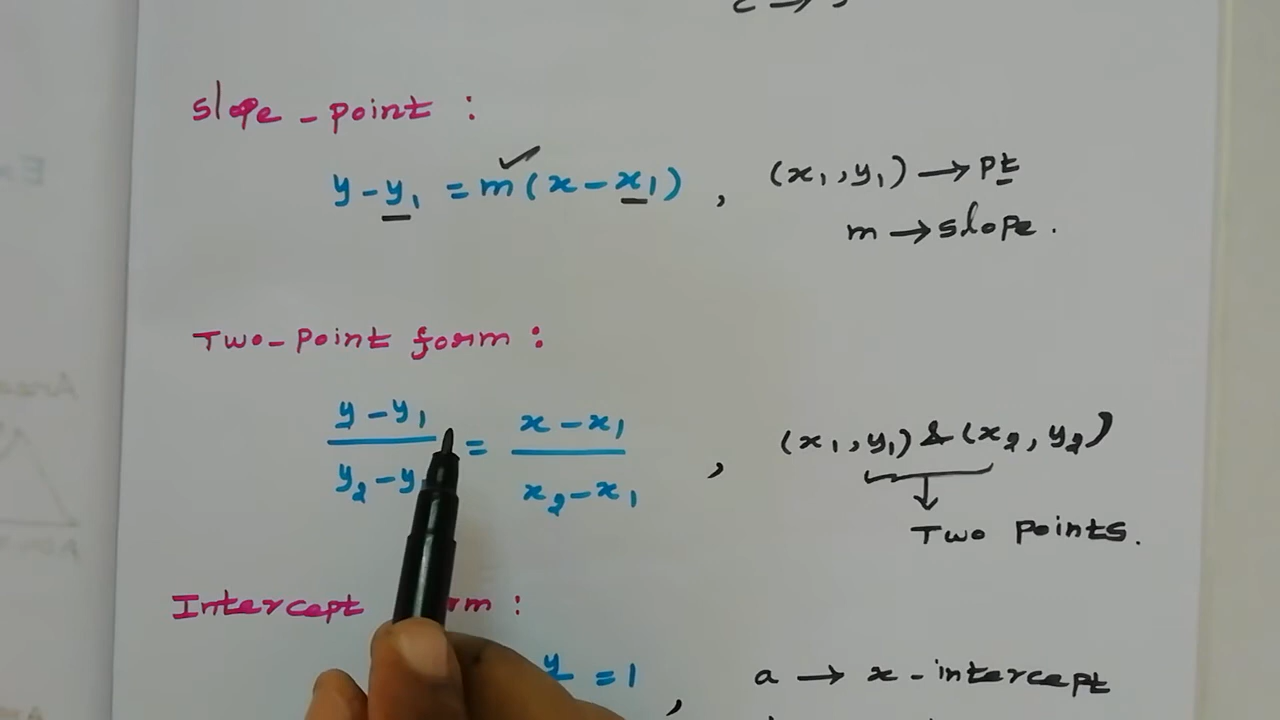 slope - point :
y - y₁ = m(x - x₁) , (x₁, y₁) → Pt
m → slope .
Two-Point form :
y - y₁ / y₂ - y = x - x₁ / x₂ - x₁ , (x₁, y₁) & (x₂, y₂)
Two Points.
Intercept :
y = 1 , a → x - intercept